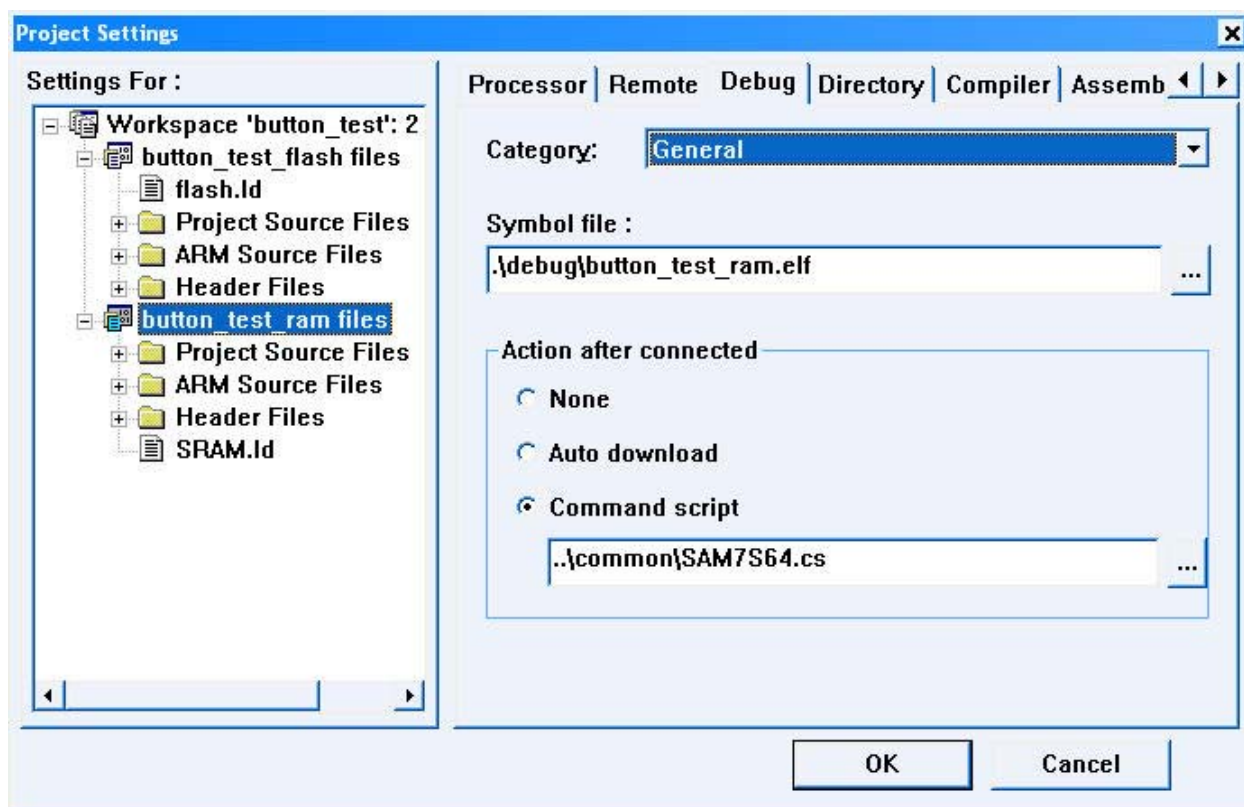 Project Settings
Settings For :
Workspace 'button_test': 2
button_test_flash files
flash.ld
Project Source Files
ARM Source Files
Header Files
button_test_ram files
Project Source Files
ARM Source Files
Header Files
SRAM.ld
Processor Remote Debug Directory Compiler Assemb
Category: General
Symbol file :
.\debug\button_test_ram.elf
...
Action after connected
None
Auto download
Command script
..\common\SAM7S64.cs
...
OK Cancel